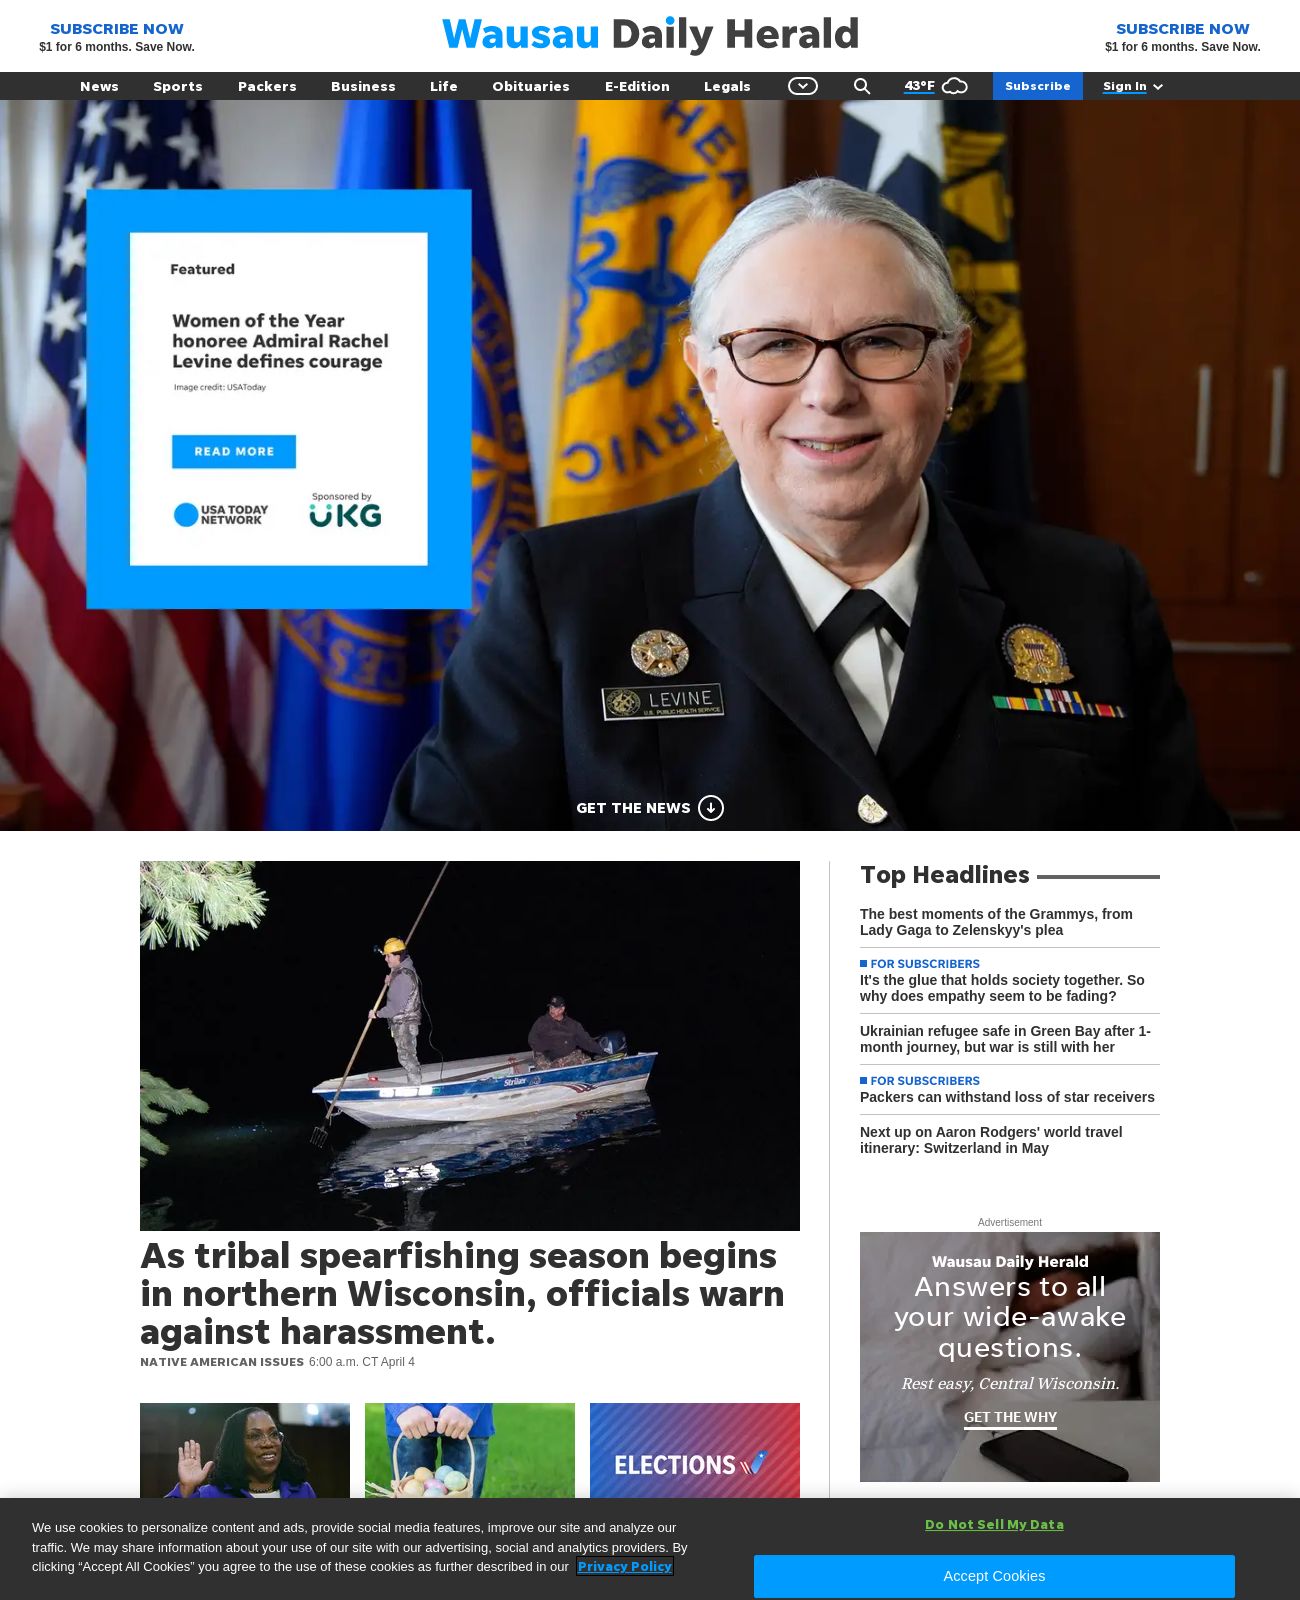 SUBSCRIBE NOW
$1 for 6 months. Save Now.
Wausau Daily Herald
SUBSCRIBE NOW
$1 for 6 months. Save Now.
News Sports Packers Business Life Obituaries E-Edition Legals 43°F Subscribe Sign In
Featured
Women of the Year
honoree Admiral Rachel
Levine defines courage
Image credit: USAToday
READ MORE
USA TODAY
NETWORK
Sponsored by
UKG
THE HEA
SERVIC
CES
LEVINE
U.S. PUBLIC HEALTH SERVICE
GET THE NEWS
Striker
As tribal spearfishing season begins
in northern Wisconsin, officials warn
against harassment.
NATIVE AMERICAN ISSUES 6:00 a.m. CT April 4
ELECTIONS
Top Headlines
The best moments of the Grammys, from
Lady Gaga to Zelenskyy's plea
FOR SUBSCRIBERS
It's the glue that holds society together. So
why does empathy seem to be fading?
Ukrainian refugee safe in Green Bay after 1-
month journey, but war is still with her
FOR SUBSCRIBERS
Packers can withstand loss of star receivers
Next up on Aaron Rodgers' world travel
itinerary: Switzerland in May
Advertisement
Wausau Daily Herald
Answers to all
your wide-awake
questions.
Rest easy, Central Wisconsin.
GET THE WHY
We use cookies to personalize content and ads, provide social media features, improve our site and analyze our
traffic. We may share information about your use of our site with our advertising, social and analytics providers. By
clicking “Accept All Cookies” you agree to the use of these cookies as further described in our Privacy Policy
Do Not Sell My Data
Accept Cookies